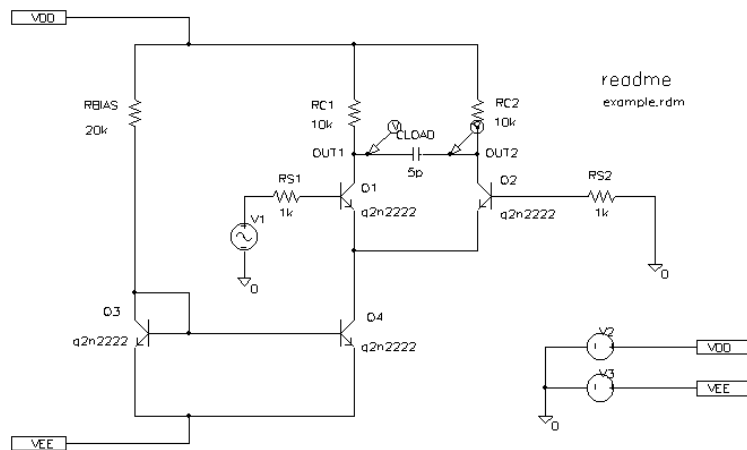 VDD
readme
example.rdm
RBIAS
20k
RC1
10k
RC2
10k
V
V
CLOAD
5p
OUT1
OUT2
RS1
1k
Q1
q2n2222
Q2
q2n2222
RS2
1k
V1
0
0
Q3
q2n2222
Q4
q2n2222
V2
VDD
V3
VEE
0
VEE